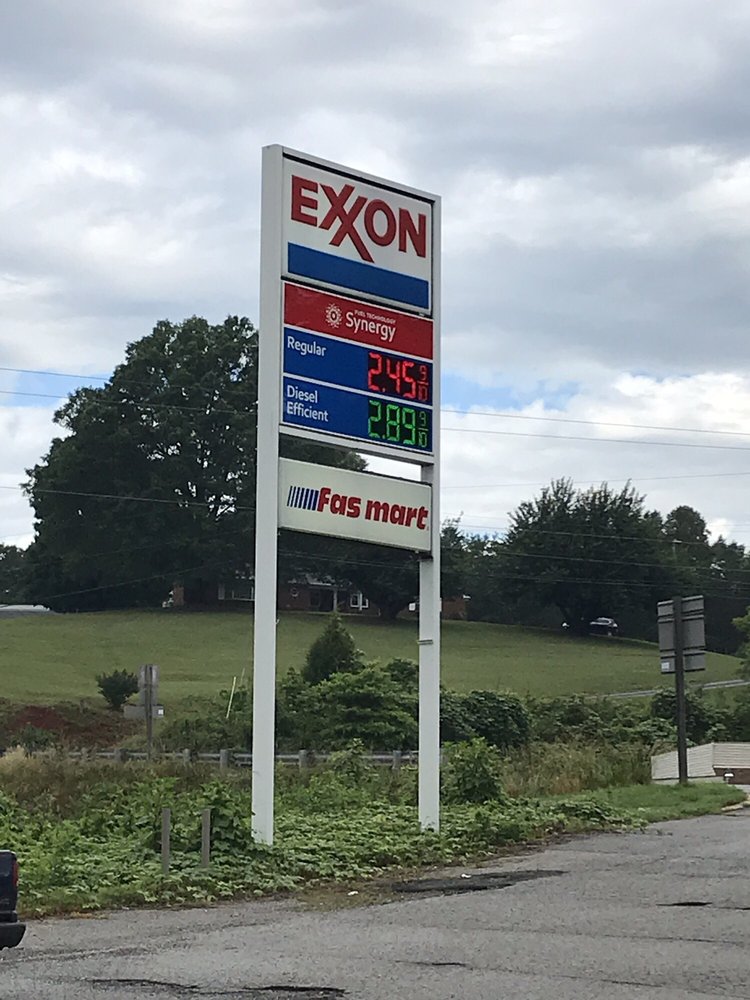 EXXON
FUEL TECHNOLOGY
Synergy
Regular
2.45 9/10
Diesel
Efficient
2.89 9/10
Fas mart